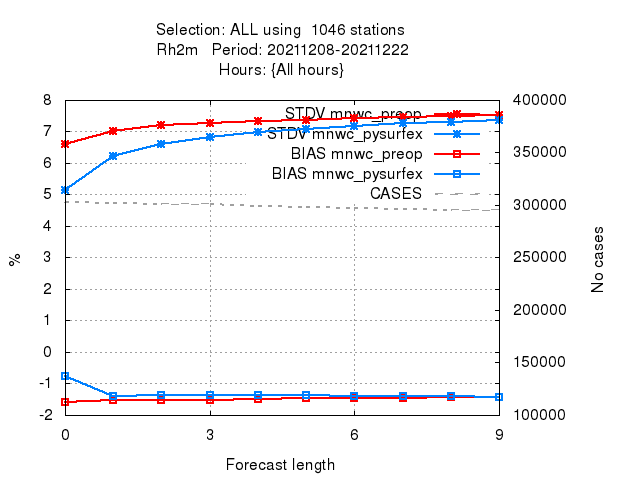 Selection: ALL using  1046 stations
Rh2m   Period: 20211208-20211222
Hours: {All hours}
8
7
6
5
4
3
2
1
0
-1
-2
%
STDV mnwc_preop
STDV mnwc_pysurfex
BIAS mnwc_preop
BIAS mnwc_pysurfex
CASES
400000
350000
300000
250000
200000
150000
100000
No cases
0 3 6 9
Forecast length